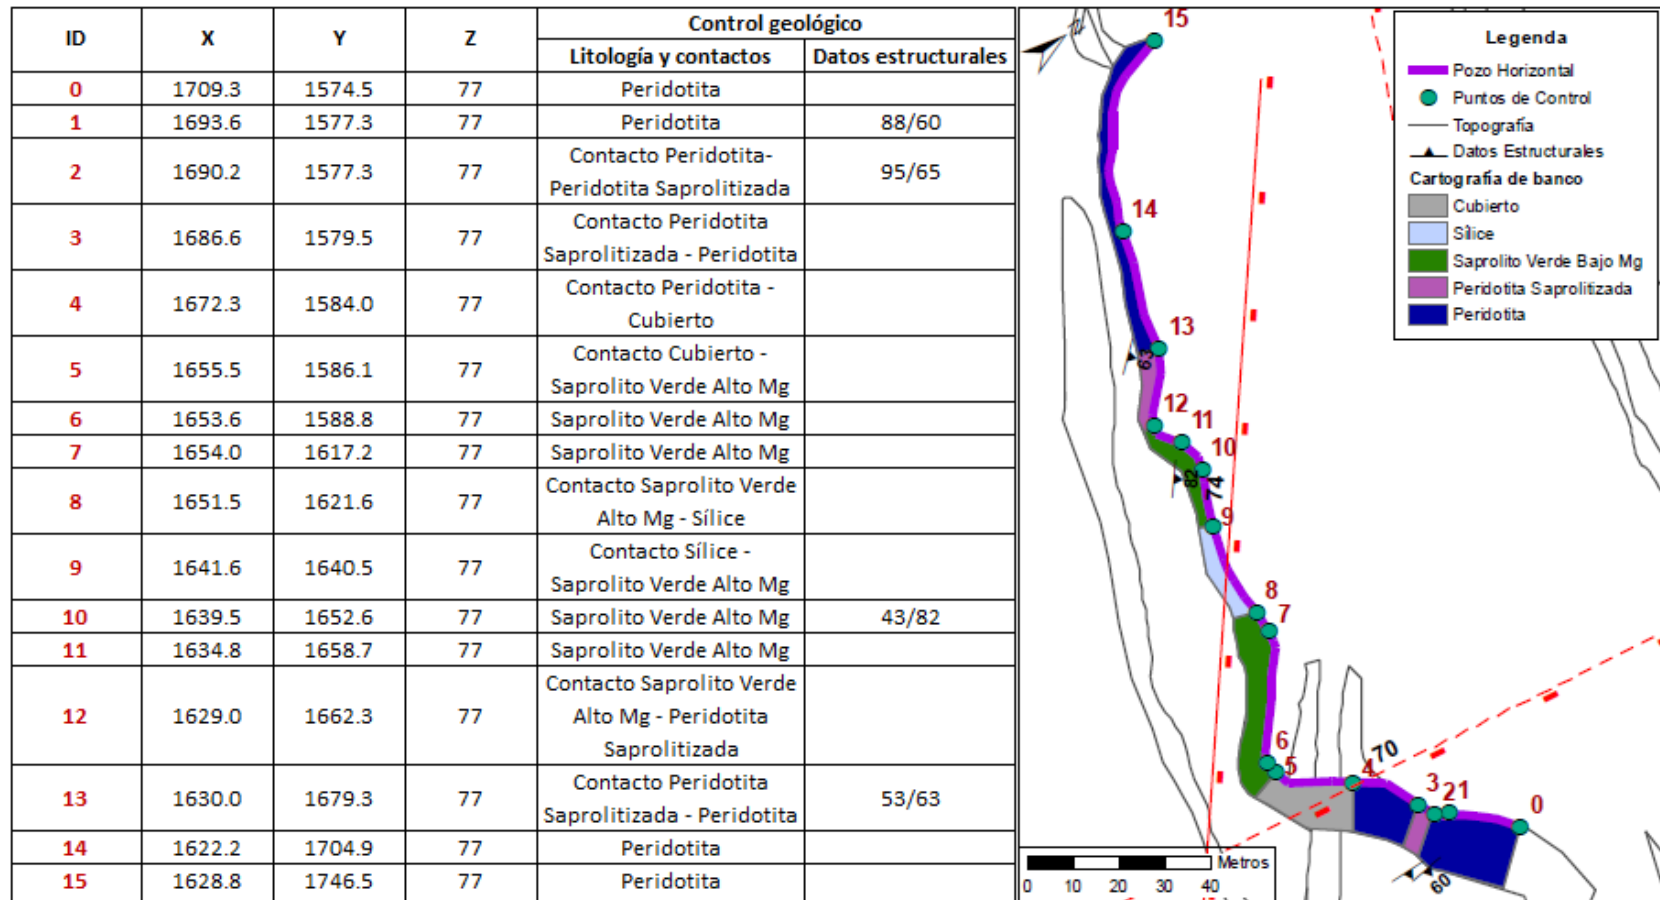 ID X Y Z Control geológico
Litología y contactos Datos estructurales
0 1709.3 1574.5 77 Peridotita
1 1693.6 1577.3 77 Peridotita 88/60
2 1690.2 1577.3 77 Contacto Peridotita-
Peridotita Saprolitizada 95/65
3 1686.6 1579.5 77 Contacto Peridotita
Saprolitizada - Peridotita
4 1672.3 1584.0 77 Contacto Peridotita -
Cubierto
5 1655.5 1586.1 77 Contacto Cubierto -
Saprolito Verde Alto Mg
6 1653.6 1588.8 77 Saprolito Verde Alto Mg
7 1654.0 1617.2 77 Saprolito Verde Alto Mg
8 1651.5 1621.6 77 Contacto Saprolito Verde
Alto Mg - Sílice
9 1641.6 1640.5 77 Contacto Sílice -
Saprolito Verde Alto Mg
10 1639.5 1652.6 77 Saprolito Verde Alto Mg 43/82
11 1634.8 1658.7 77 Saprolito Verde Alto Mg
12 1629.0 1662.3 77 Contacto Saprolito Verde
Alto Mg - Peridotita
Saprolitizada
13 1630.0 1679.3 77 Contacto Peridotita
Saprolitizada - Peridotita 53/63
14 1622.2 1704.9 77 Peridotita
15 1628.8 1746.5 77 Peridotita
15
14
13
63
12
11
10
82
74
9
8
7
6
5
4
70
3
2
1
0
60
Legenda
Pozo Horizontal
Puntos de Control
Topografía
Datos Estructurales
Cartografía de banco
Cubierto
Sílice
Saprolito Verde Bajo Mg
Peridotita Saprolitizada
Peridotita
Metros
0 10 20 30 40